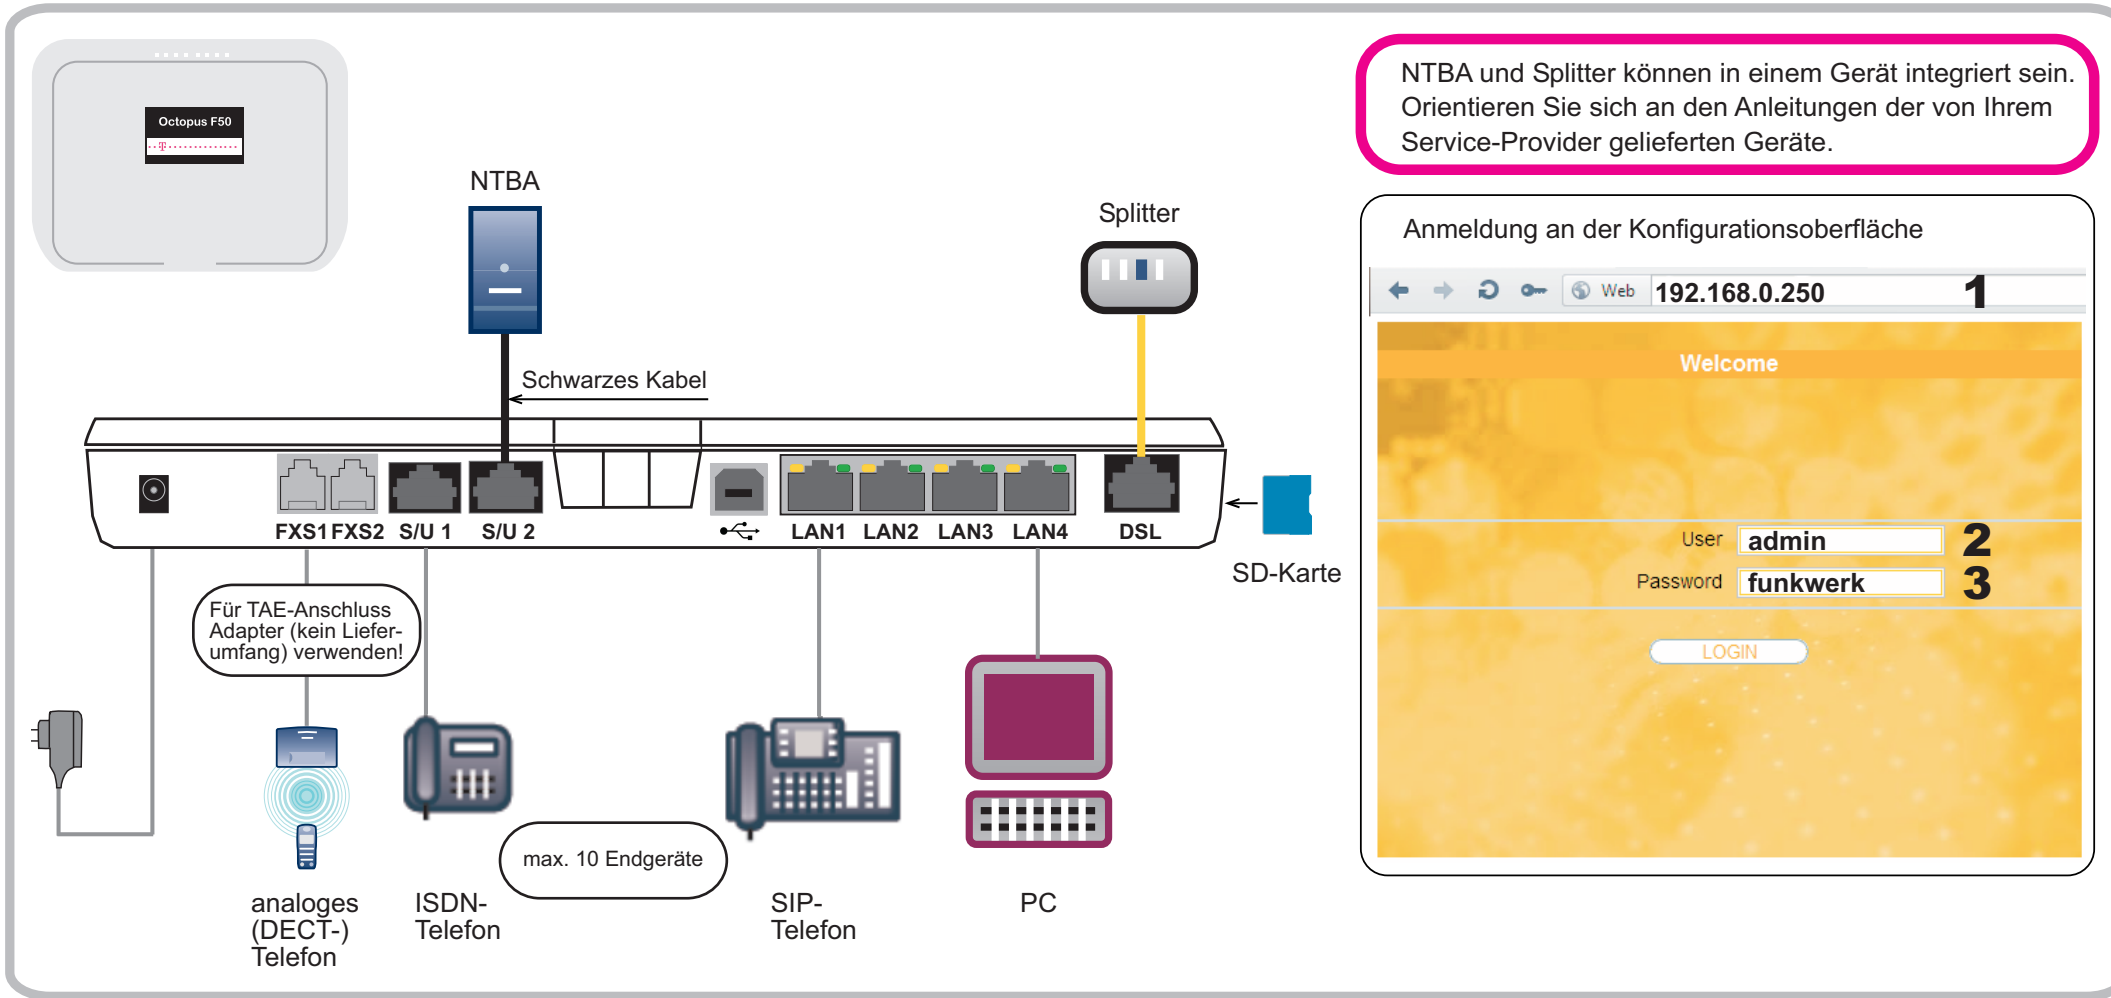 Octopus F50
T
NTBA
Schwarzes Kabel
Splitter
FXS1 FXS2 S/U 1 S/U 2 LAN1 LAN2 LAN3 LAN4 DSL
SD-Karte
Für TAE-Anschluss
Adapter (kein Liefer-
umfang) verwenden!
max. 10 Endgeräte
analoges
(DECT-)
Telefon
ISDN-
Telefon
SIP-
Telefon
PC
NTBA und Splitter können in einem Gerät integriert sein.
Orientieren Sie sich an den Anleitungen der von Ihrem
Service-Provider gelieferten Geräte.
Anmeldung an der Konfigurationsoberfläche
Web 192.168.0.250 1
Welcome
User admin 2
Password funkwerk 3
LOGIN